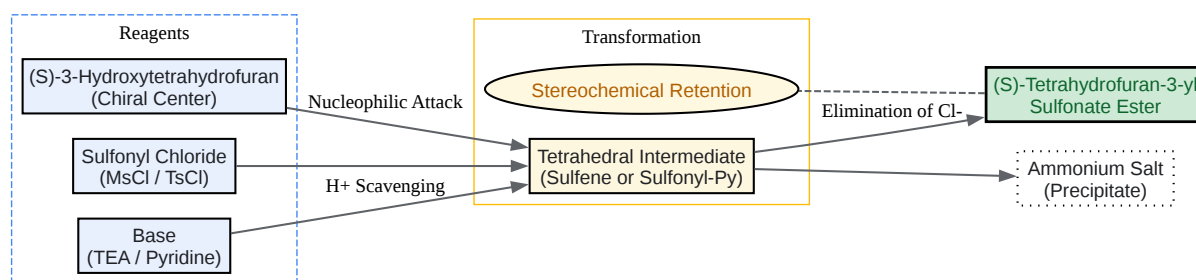 Reagents
(S)-3-Hydroxytetrahydrofuran
(Chiral Center)
Sulfonyl Chloride
(MsCl / TsCl)
Base
(TEA / Pyridine)
Nucleophilic Attack
H+ Scavenging
Transformation
Stereochemical Retention
Tetrahedral Intermediate
(Sulfene or Sulfonyl-Py)
Elimination of Cl-
(S)-Tetrahydrofuran-3-yl
Sulfonate Ester
Ammonium Salt
(Precipitate)